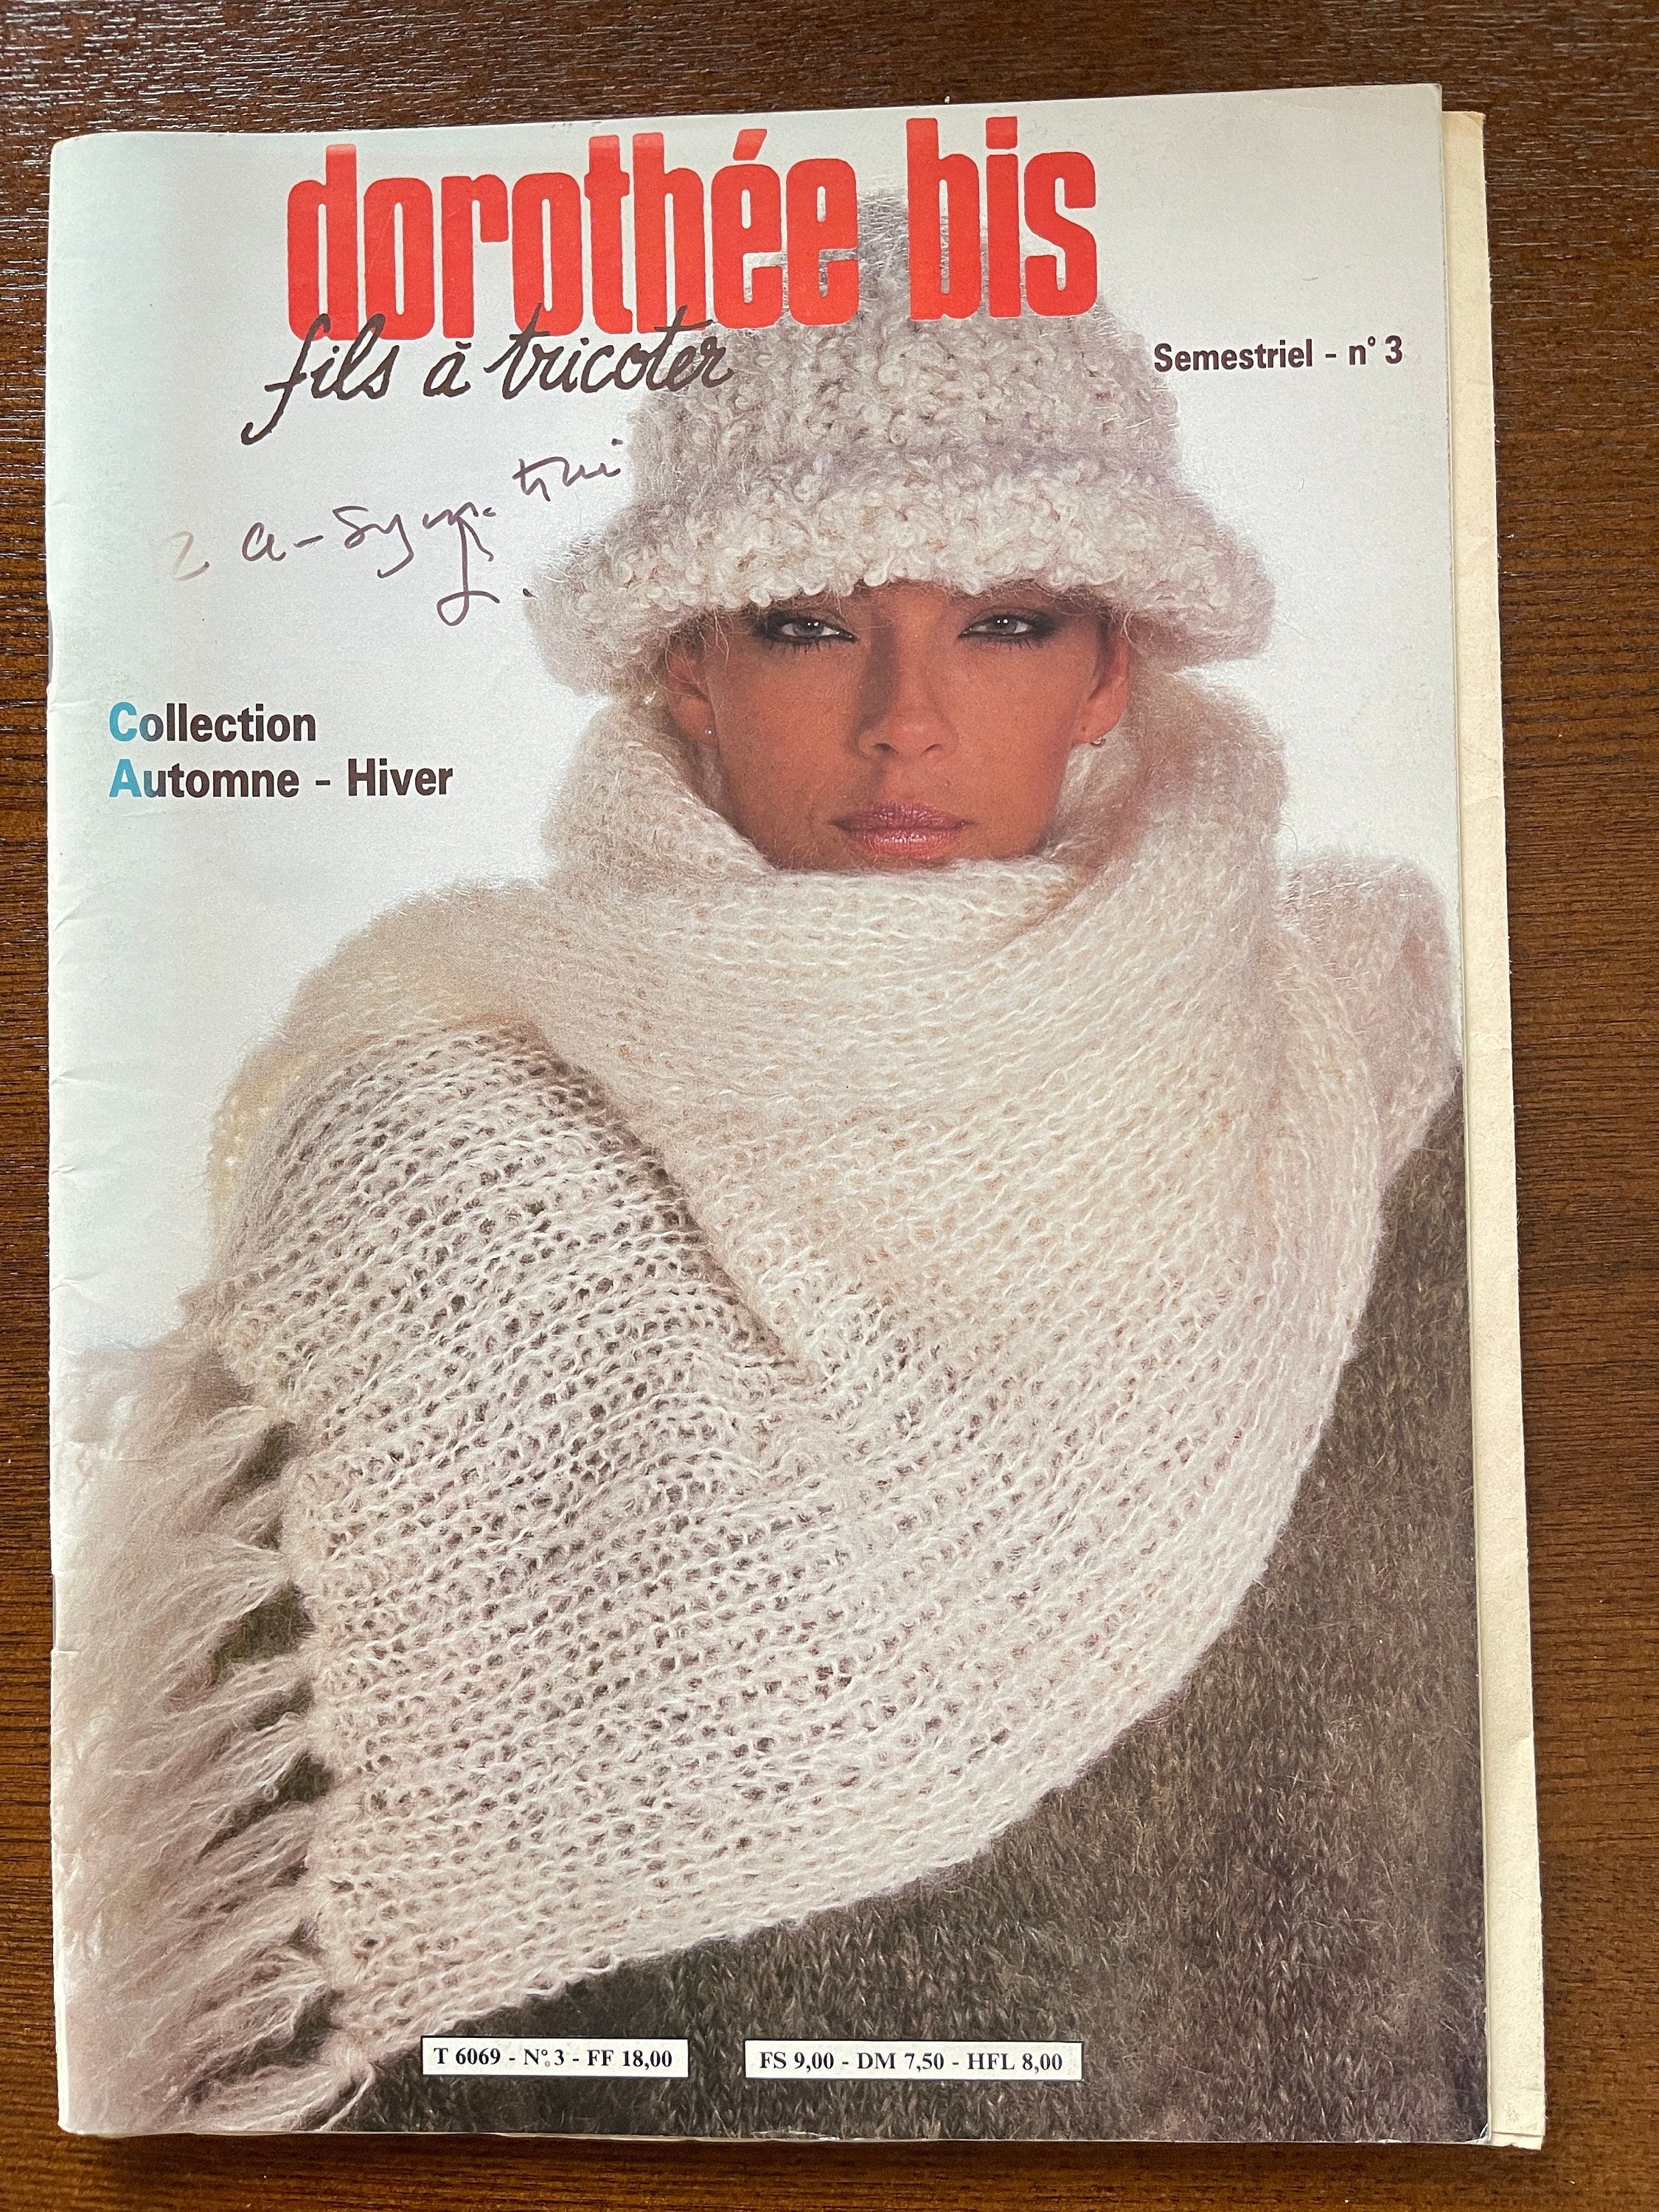 dorothée bis
fils à tricoter
Semestriel - n° 3
Collection
Automne - Hiver
T 6069 - N° 3 - FF 18,00
FS 9,00 - DM 7,50 - HFL 8,00